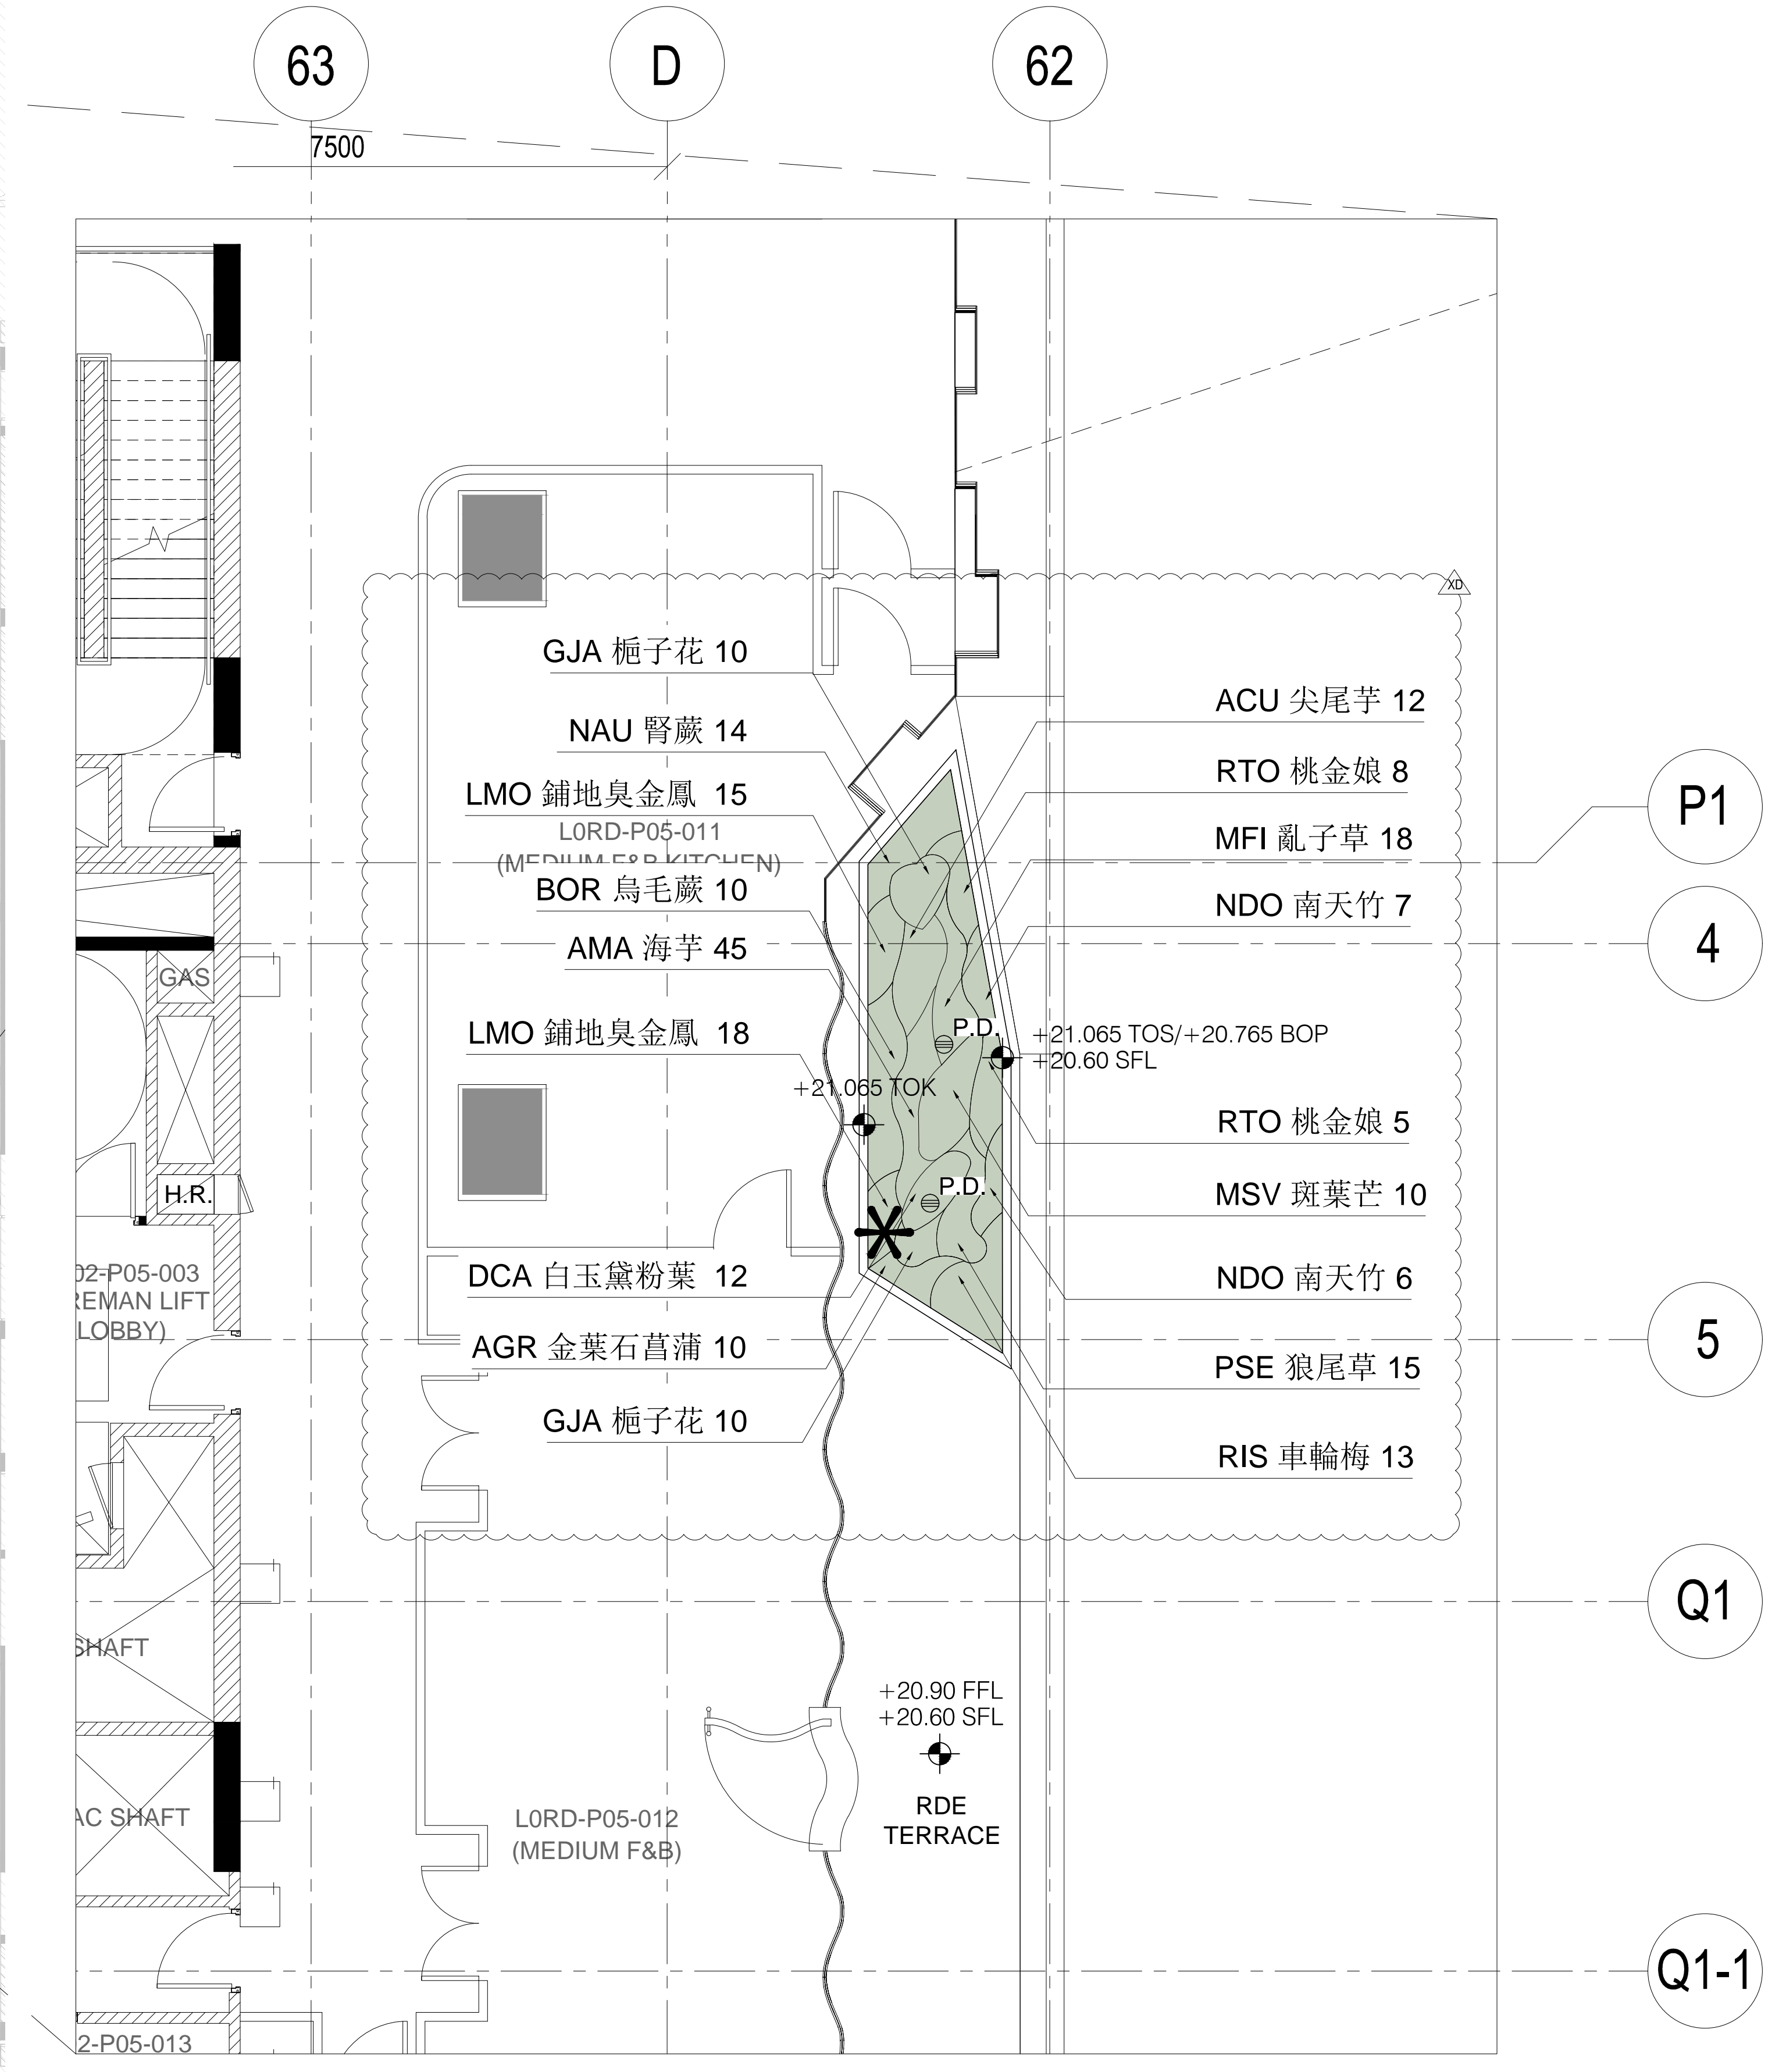 63
D
62
7500
XD
GJA 梔子花 10
NAU 腎蕨 14
LMO 鋪地臭金鳳 15
L0RD-P05-011
(MEDIUM F&B KITCHEN)
BOR 烏毛蕨 10
AMA 海芋 45
GAS
LMO 鋪地臭金鳳 18
+21.065 TOK
H.R.
02-P05-003
REMAN LIFT
LOBBY)
DCA 白玉黛粉葉 12
AGR 金葉石菖蒲 10
GJA 梔子花 10
ACU 尖尾芋 12
RTO 桃金娘 8
MFI 亂子草 18
NDO 南天竹 7
P.D.
+21.065 TOS/+20.765 BOP
+20.60 SFL
RTO 桃金娘 5
P.D.
MSV 斑葉芒 10
NDO 南天竹 6
PSE 狼尾草 15
RIS 車輪梅 13
P1
4
5
Q1
Q1-1
SHAFT
AC SHAFT
+20.90 FFL
+20.60 SFL
RDE
TERRACE
L0RD-P05-012
(MEDIUM F&B)
2-P05-013